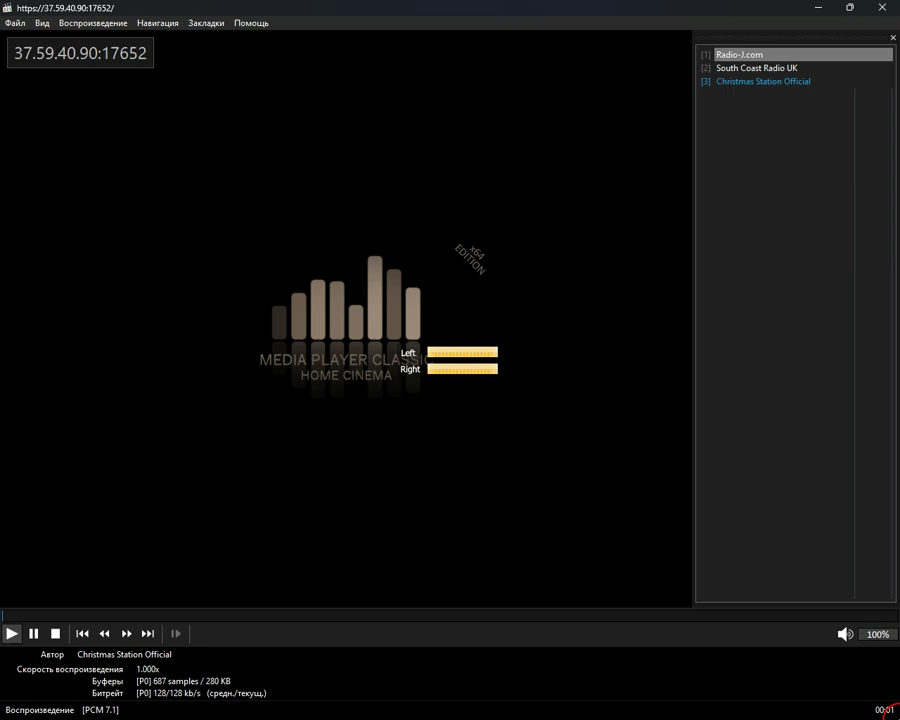 https://37.59.40.90:17652/
Файл Вид Воспроизведение Навигация Закладки Помощь
37.59.40.90:17652
[1] Radio-J.com
[2] South Coast Radio UK
[3] Christmas Station Official
x64
EDITION
MEDIA PLAYER CLASSIC
HOME CINEMA
Left
Right
100%
Автор Christmas Station Official
Скорость воспроизведения 1.000x
Буферы [P0] 687 samples / 280 KB
Битрейт [P0] 128/128 kb/s (средн./текущ.)
Воспроизведение [PCM 7.1] 00:01